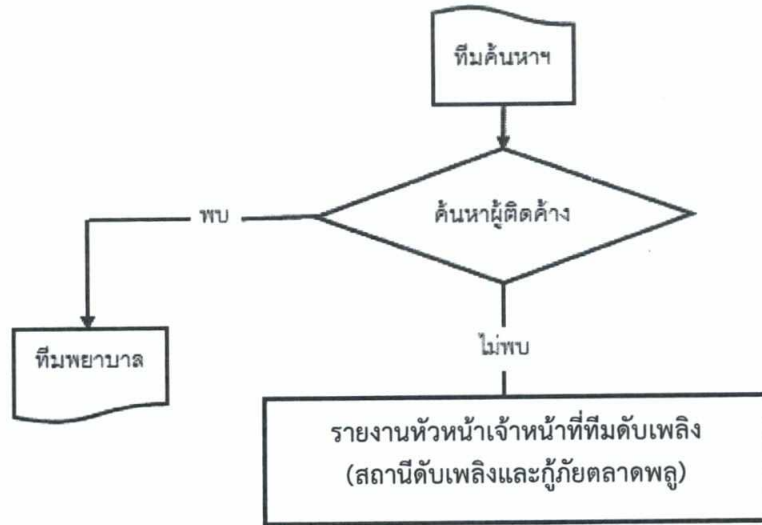 ทีมค้นหาฯ
ค้นหาผู้ติดค้าง
พบ
ทีมพยาบาล
ไม่พบ
รายงานหัวหน้าเจ้าหน้าที่ทีมดับเพลิง
(สถานีดับเพลิงและกู้ภัยตลาดพลู)